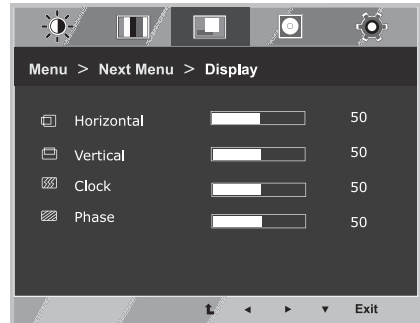 Menu > Next Menu > Display
Horizontal 50
Vertical 50
Clock 50
Phase 50
Exit